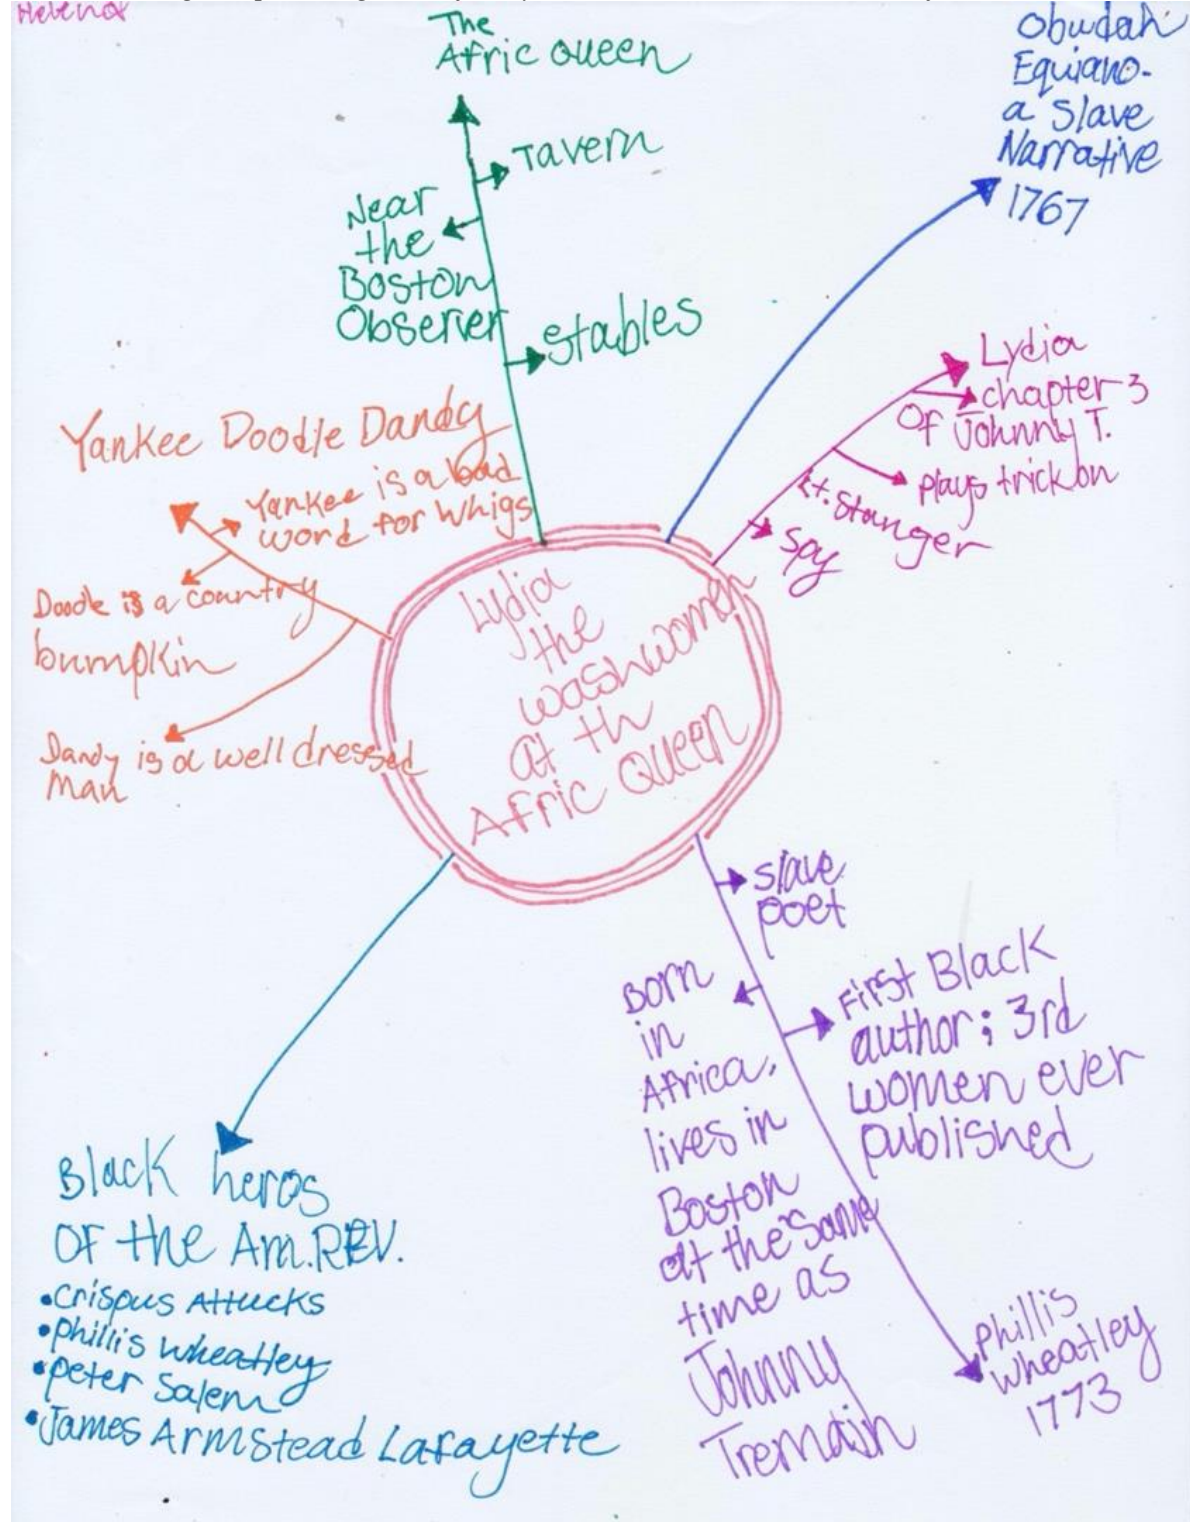 Helena
The
Afric Queen
Tavern
Near
the
Boston
Observer
Stables
Obudah
Equiano-
a Slave
Narrative
1767
Lydia
chapter 3
of Johnny T.
plays trick on
Lt. Stanger
Spy
Yankee Doodle Dandy
Yankee is a bad
word for Whigs
Doodle is a country
bumpkin
Dandy is a well dressed
man
Lydia
the
washwomen
at th
Afric Queen
slave
poet
Born
in
Africa,
lives in
Boston
at the same
time as
Johnny
Tremain
First Black
author; 3rd
women ever
published
Phillis
Wheatley
1773
Black heros
of the Am.REV.
•Crispus Attucks
•Phillis Wheatley
•Peter Salem
•James Armstead Lafayette